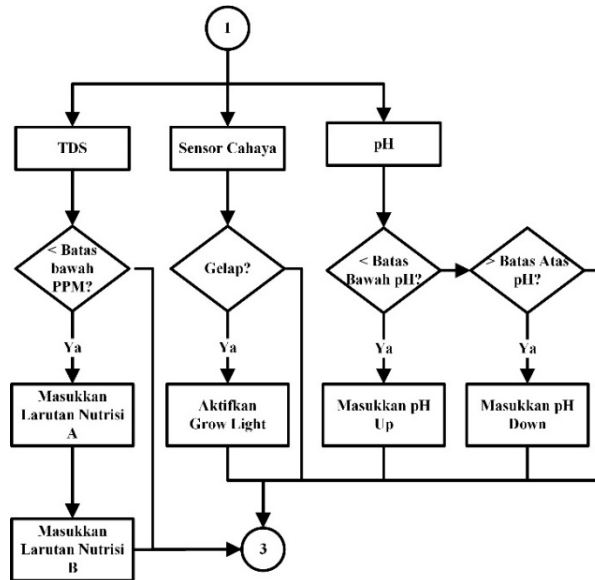 1
TDS
Sensor Cahaya
pH
< Batas
bawah
PPM?
Gelap?
< Batas
Bawah pH?
> Batas Atas
pH?
Ya
Ya
Ya
Ya
Masukkan
Larutan Nutrisi
A
Aktifkan
Grow Light
Masukkan pH
Up
Masukkan pH
Down
Masukkan
Larutan Nutrisi
B
3